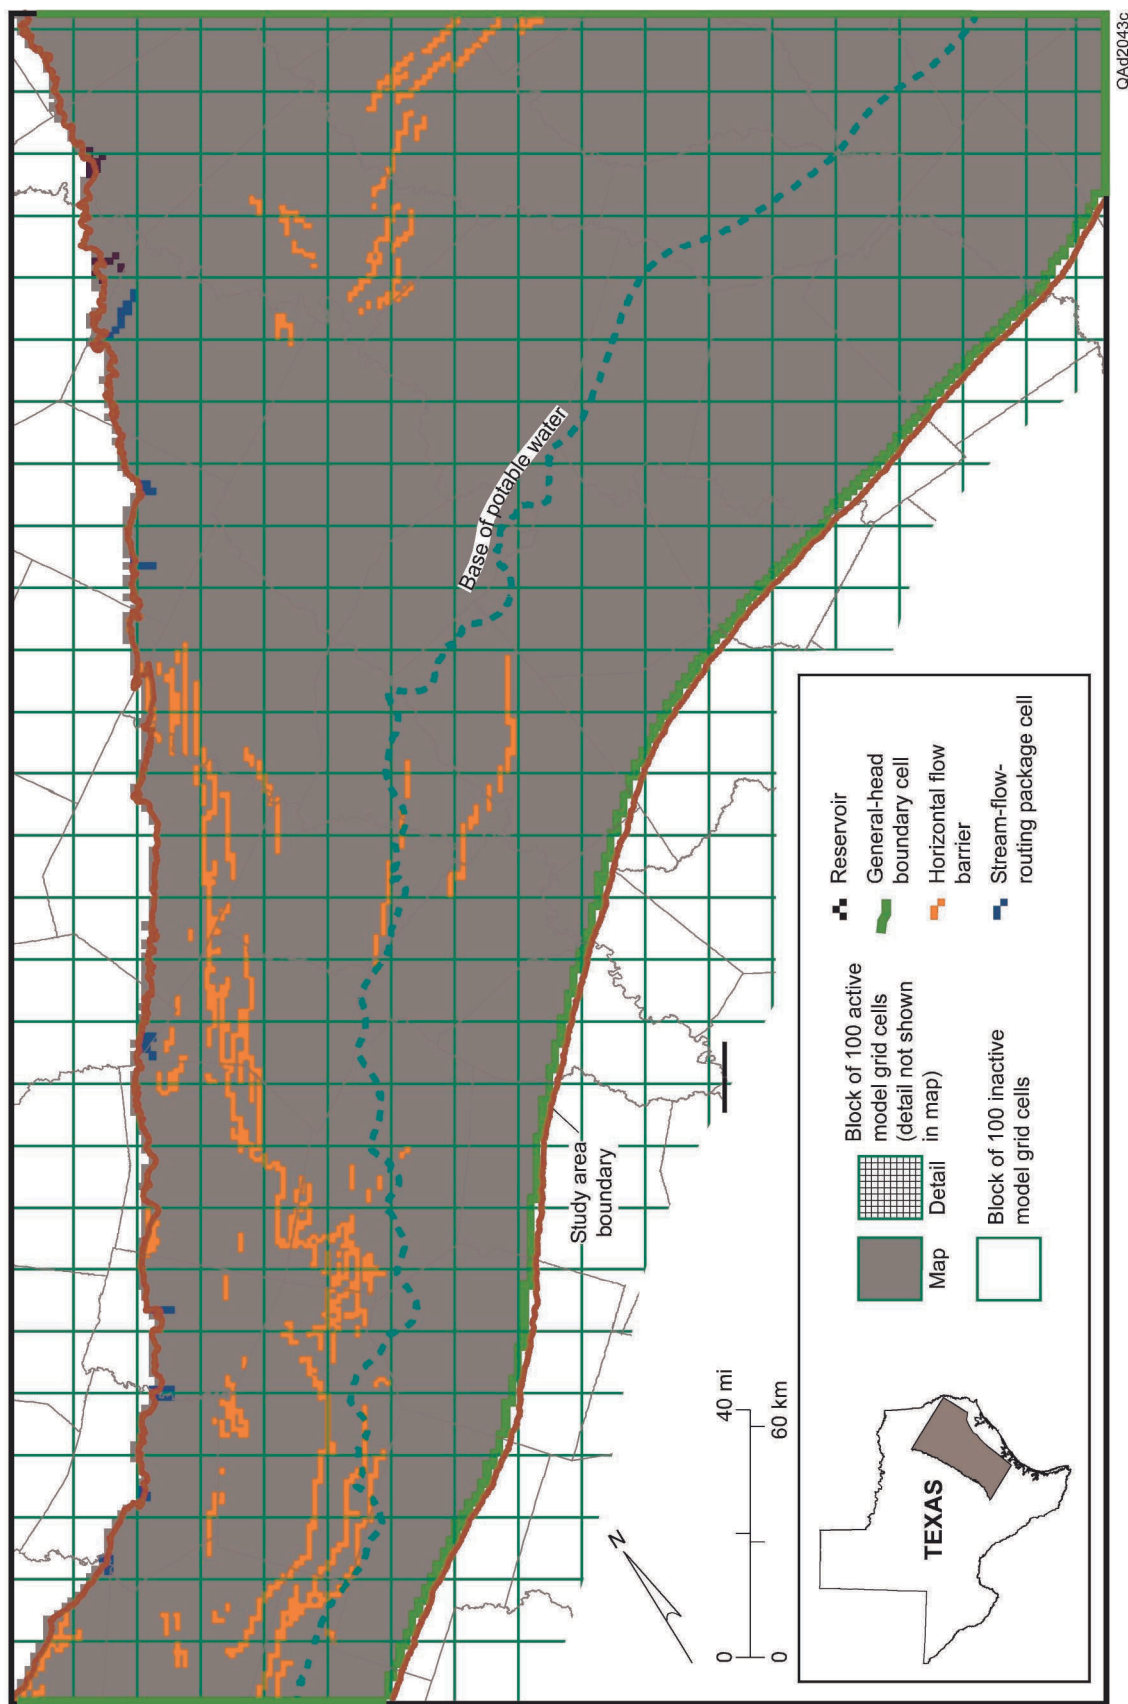 Base of potable water
Study area
boundary
N
0
40 mi
0
60 km
TEXAS
Map
Detail
Block of 100 active
model grid cells
(detail not shown
in map)
Block of 100 inactive
model grid cells
Reservoir
General-head
boundary cell
Horizontal flow
barrier
Stream-flow-
routing package cell
QAd2043c